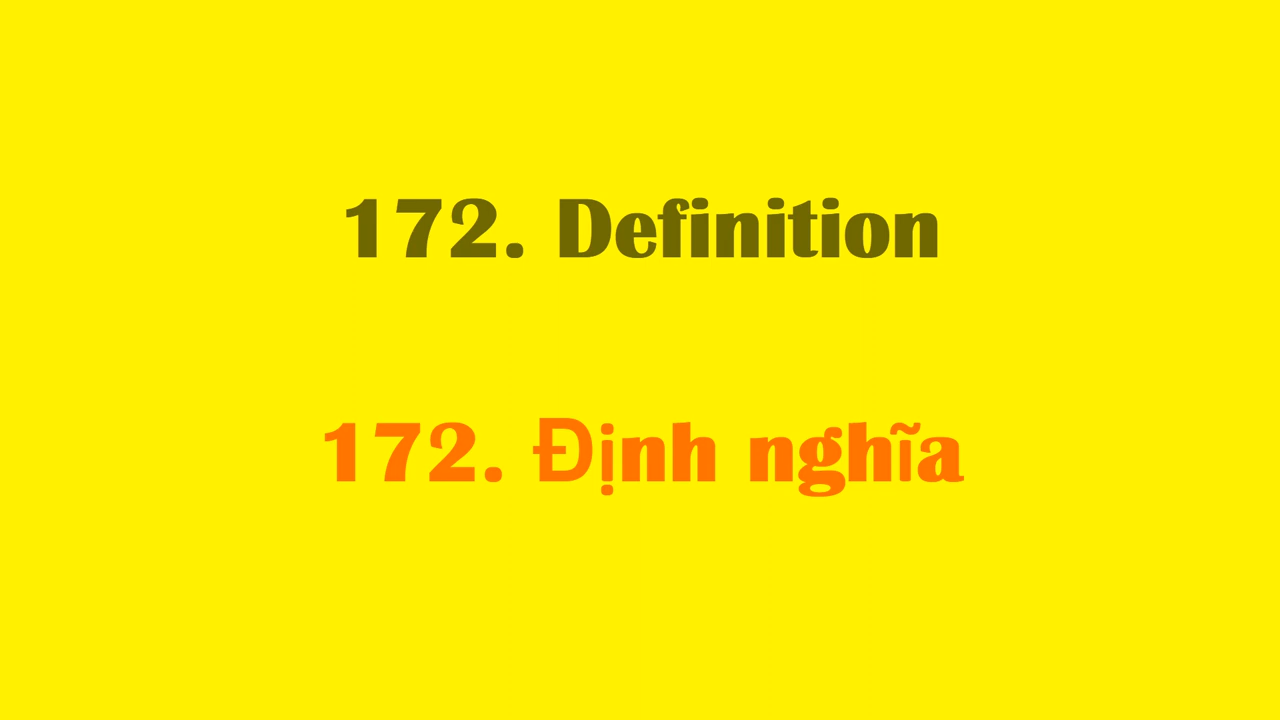 172. Definition
172. Định nghĩa